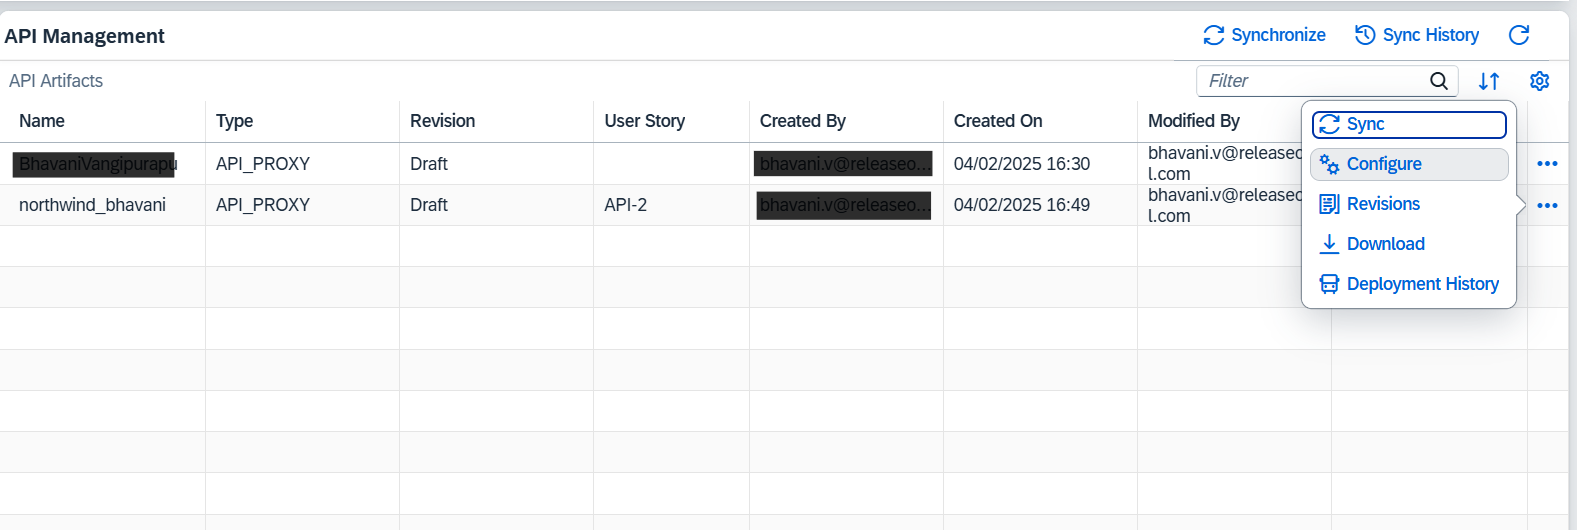 API Management
Synchronize
Sync History
API Artifacts
Filter
Name Type Revision User Story Created By Created On Modified By
BhavaniVangipurapu API_PROXY Draft bhavani.v@releaseo... 04/02/2025 16:30 bhavani.v@releaseo
l.com
northwind_bhavani API_PROXY Draft API-2 bhavani.v@releaseo... 04/02/2025 16:49 bhavani.v@releaseo
l.com
Sync
Configure
Revisions
Download
Deployment History